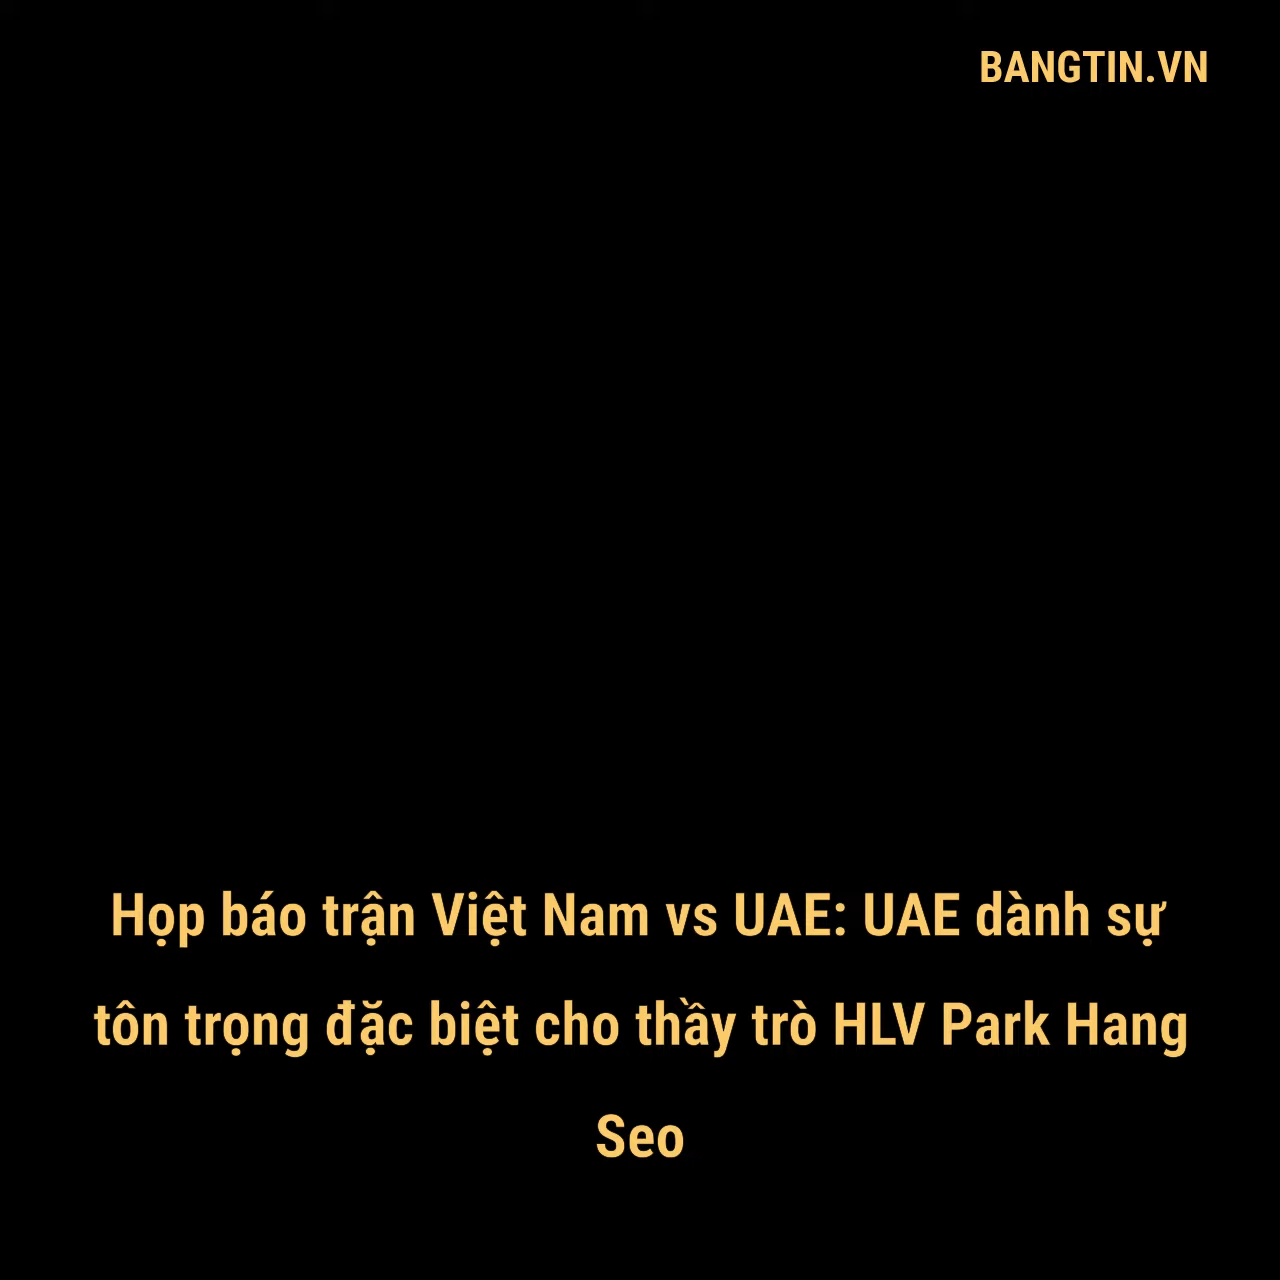 BANGTIN.VN
Họp báo trận Việt Nam vs UAE: UAE dành sự
tôn trọng đặc biệt cho thầy trò HLV Park Hang
Seo